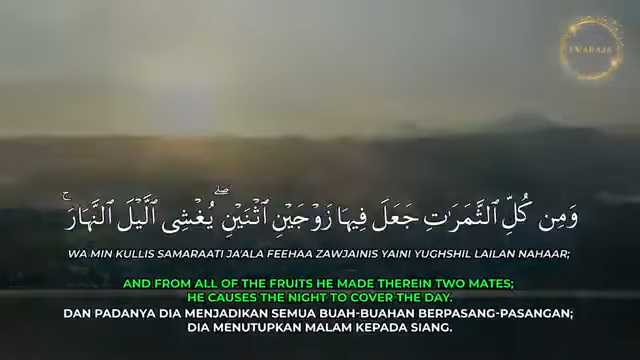 وَمِن كُلِّ ٱلثَّمَرَٰتِ جَعَلَ فِيهَا زَوْجَيْنِ ٱثْنَيْنِ ۖ يُغْشِى ٱلَّيْلَ ٱلنَّهَارَ ۚ
WA MIN KULLIS SAMARAATI JA'ALA FEEHAA ZAWJAINIS YAINI YUGHSHIL LAILAN NAHAAR;
AND FROM ALL OF THE FRUITS HE MADE THEREIN TWO MATES;
HE CAUSES THE NIGHT TO COVER THE DAY.
DAN PADANYA DIA MENJADIKAN SEMUA BUAH-BUAHAN BERPASANG-PASANGAN;
DIA MENUTUPKAN MALAM KEPADA SIANG.